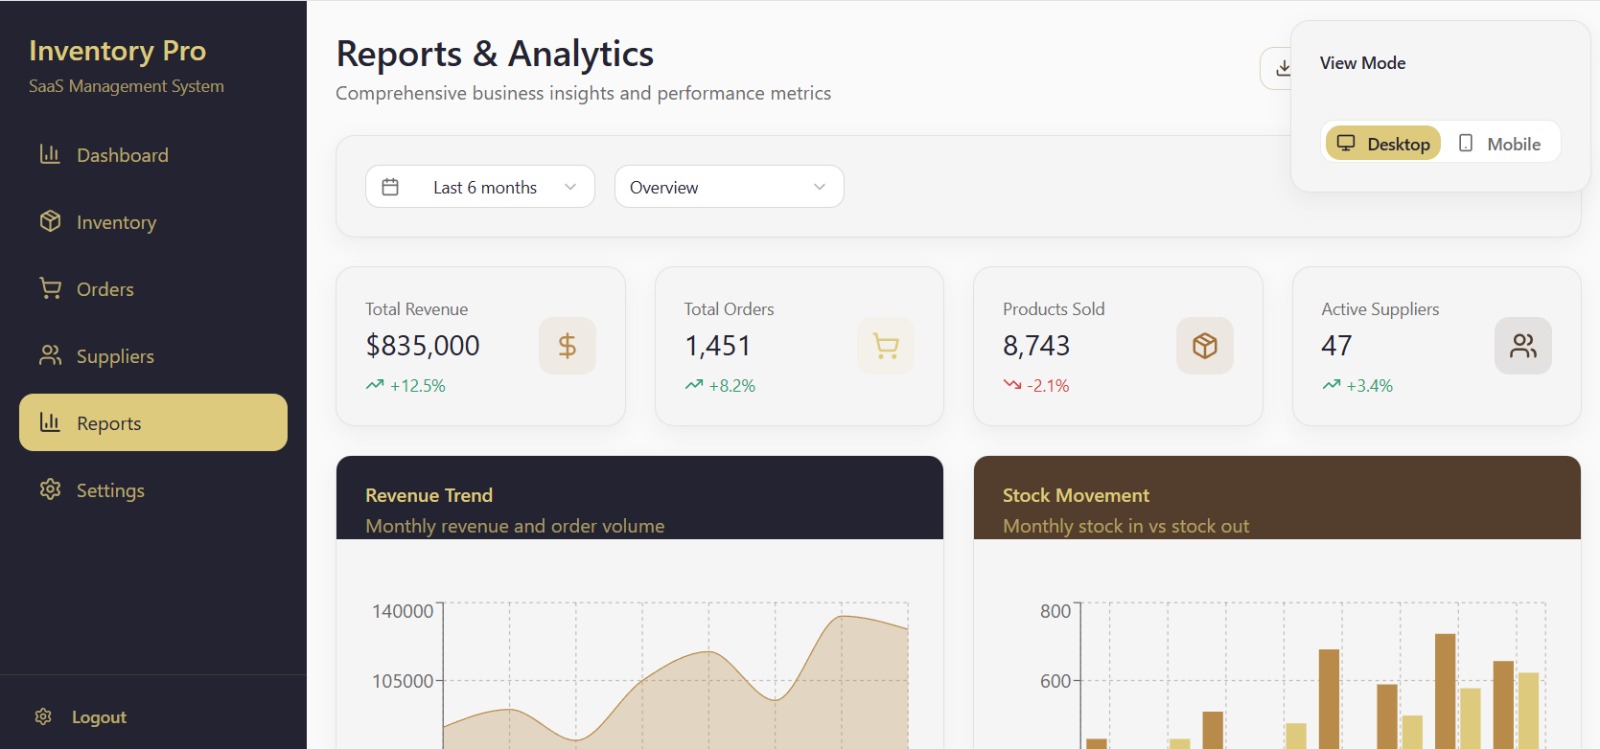 Inventory Pro
SaaS Management System
Dashboard
Inventory
Orders
Suppliers
Reports
Settings
Logout
Reports & Analytics
Comprehensive business insights and performance metrics
View Mode
Desktop
Mobile
Last 6 months
Overview
Total Revenue
$835,000
+12.5%
Total Orders
1,451
+8.2%
Products Sold
8,743
-2.1%
Active Suppliers
47
+3.4%
Revenue Trend
Monthly revenue and order volume
140000
105000
Stock Movement
Monthly stock in vs stock out
800
600